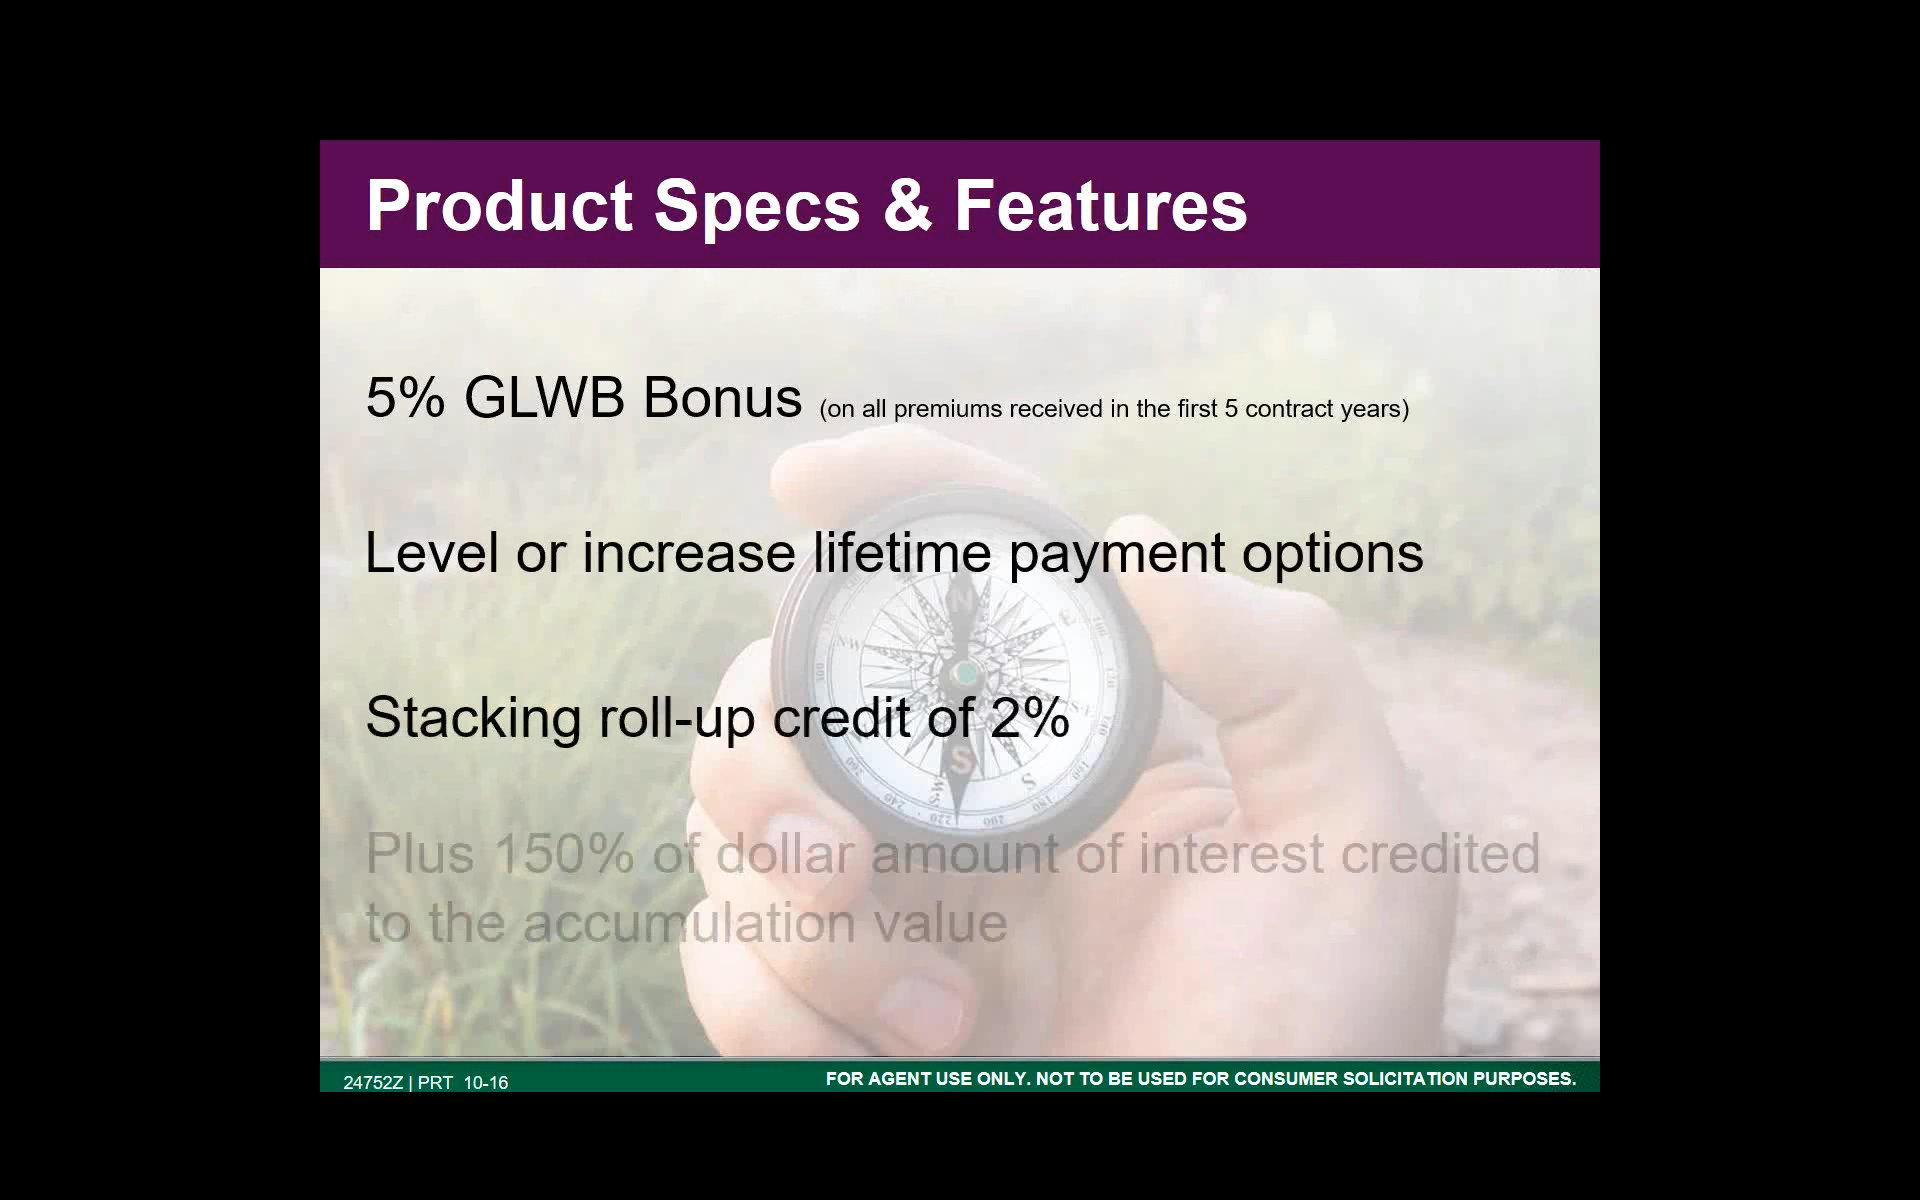 Product Specs & Features
5% GLWB Bonus (on all premiums received in the first 5 contract years)
Level or increase lifetime payment options
Stacking roll-up credit of 2%
Plus 150% of dollar amount of interest credited
to the accumulation value
N
S
S
N-W
S-W
24752Z | PRT 10-16
FOR AGENT USE ONLY. NOT TO BE USED FOR CONSUMER SOLICITATION PURPOSES.